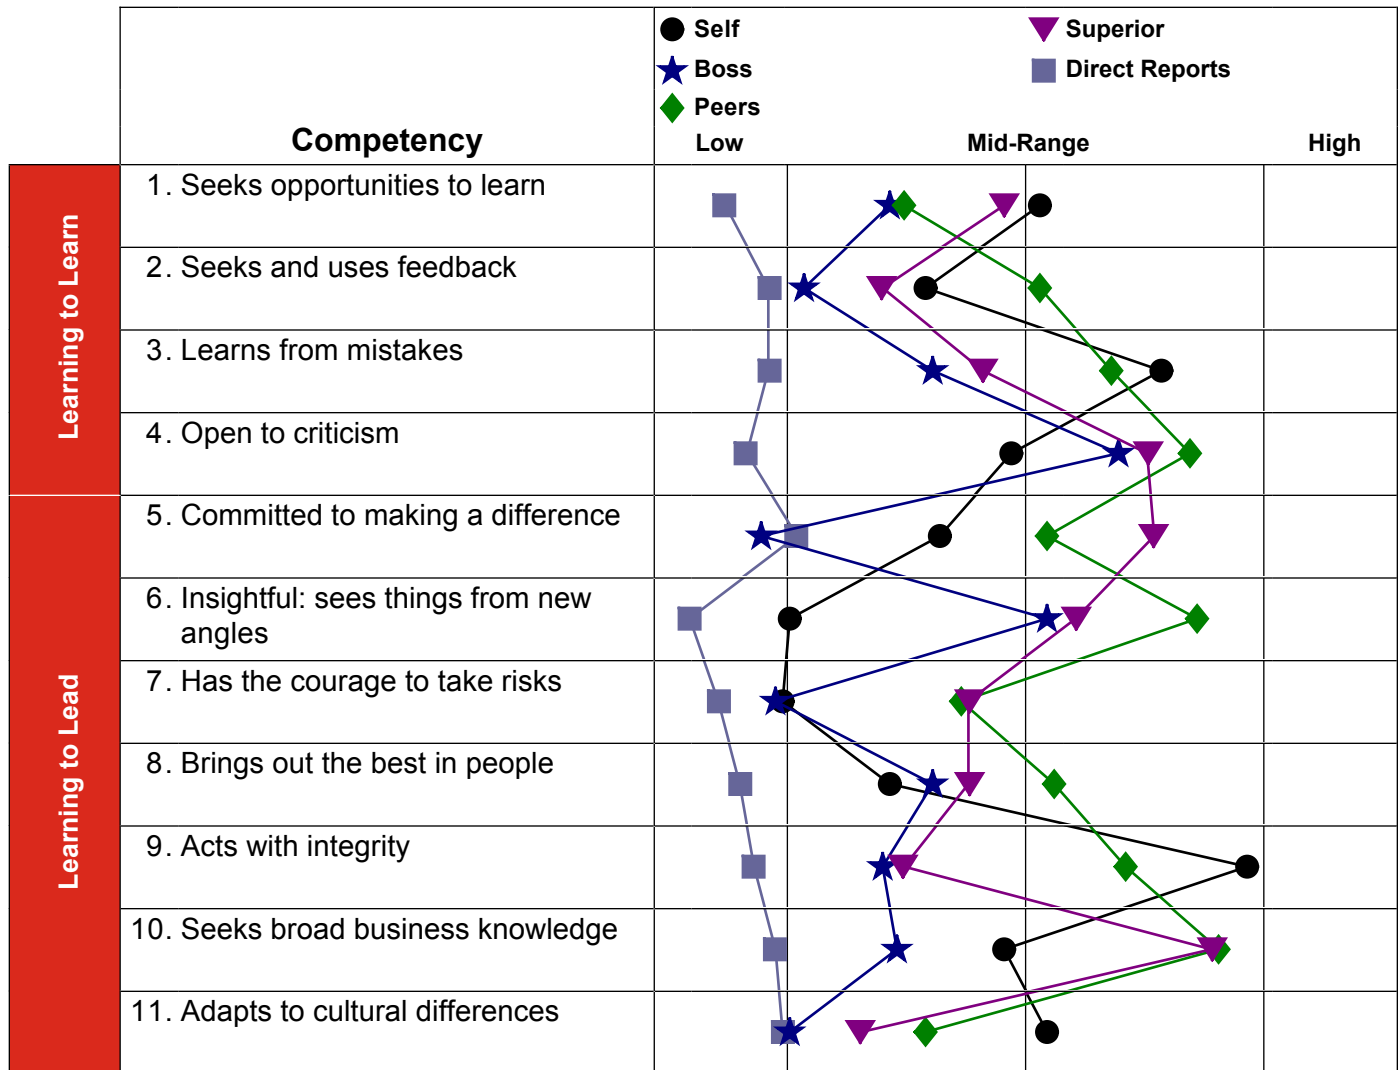 Self
Superior
Boss
Direct Reports
Peers
Competency
Low
Mid-Range
High
Learning to Learn
1. Seeks opportunities to learn
2. Seeks and uses feedback
3. Learns from mistakes
4. Open to criticism
Learning to Lead
5. Committed to making a difference
6. Insightful: sees things from new
angles
7. Has the courage to take risks
8. Brings out the best in people
9. Acts with integrity
10. Seeks broad business knowledge
11. Adapts to cultural differences